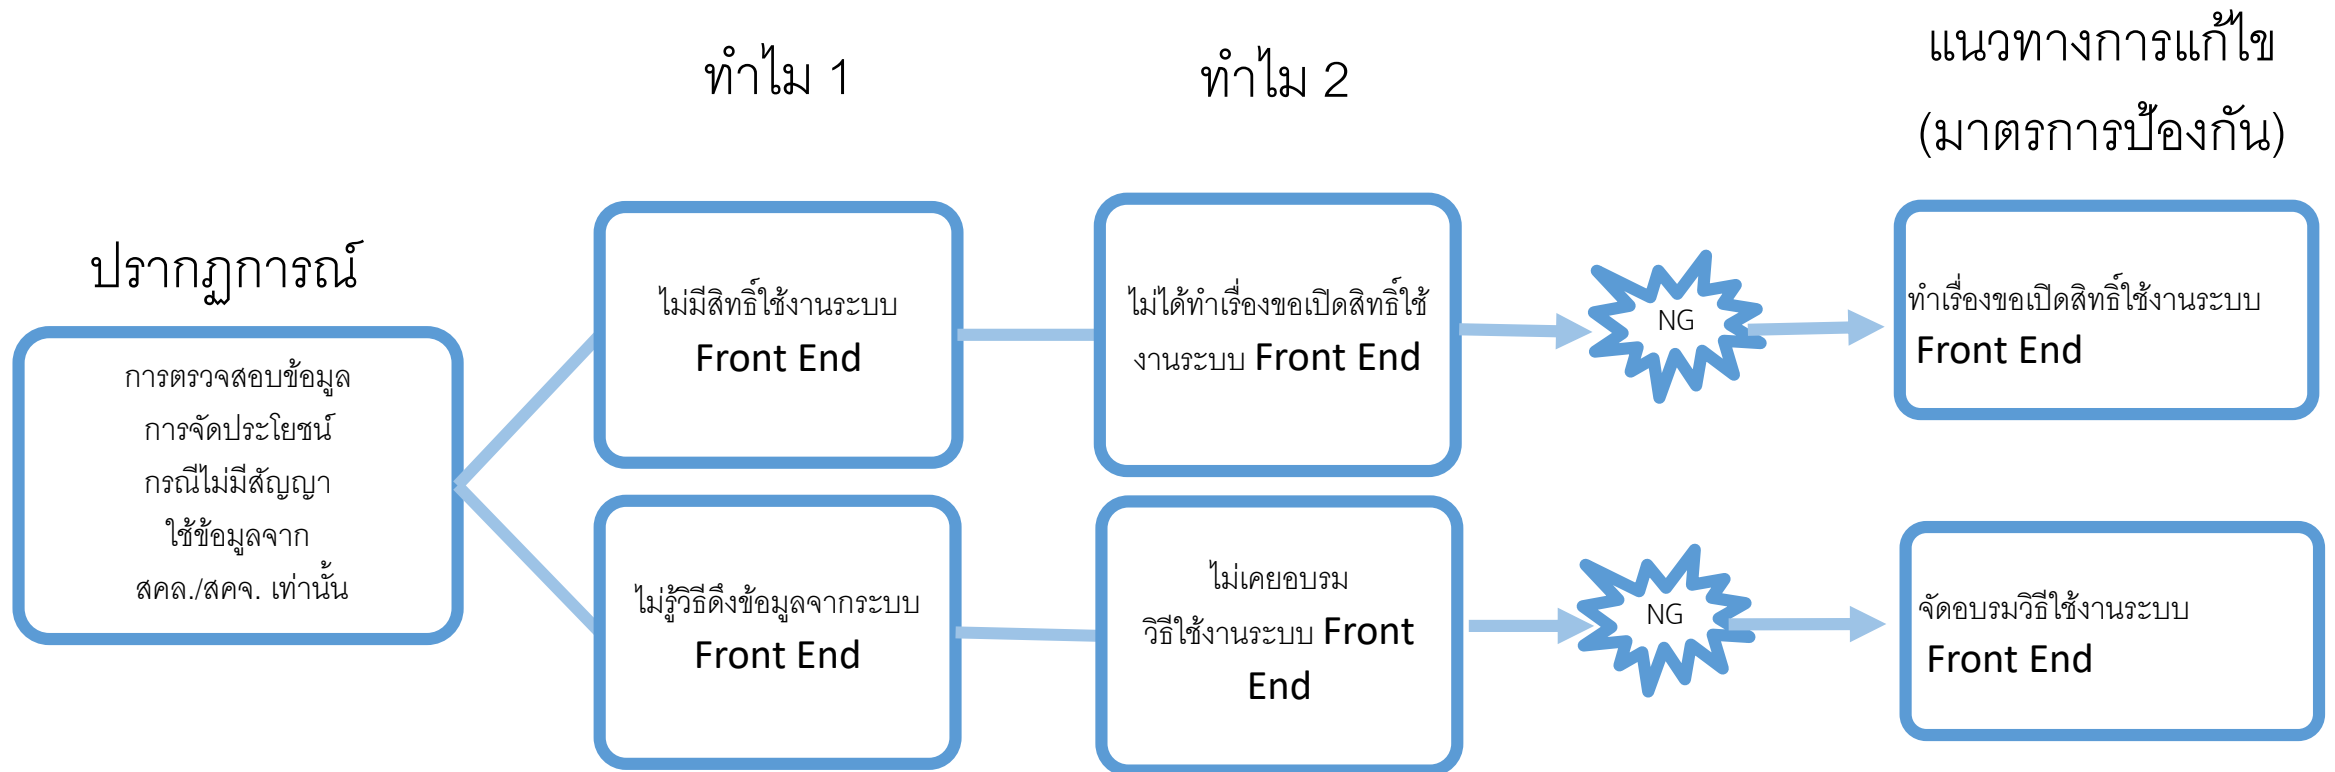 แนวทางการแก้ไข
(มาตรการป้องกัน)
ทำไม 1
ทำไม 2
ปรากฏการณ์
การตรวจสอบข้อมูล
การจัดประโยชน์
กรณีไม่มีสัญญา
ใช้ข้อมูลจาก
สคล./สคจ. เท่านั้น
ไม่มีสิทธิ์ใช้งานระบบ
Front End
ไม่ได้ทำเรื่องขอเปิดสิทธิ์ใช้
งานระบบ Front End
NG
ทำเรื่องขอเปิดสิทธิ์ใช้งานระบบ
Front End
ไม่รู้วิธีดึงข้อมูลจากระบบ
Front End
ไม่เคยอบรม
วิธีใช้งานระบบ Front
End
NG
จัดอบรมวิธีใช้งานระบบ
Front End